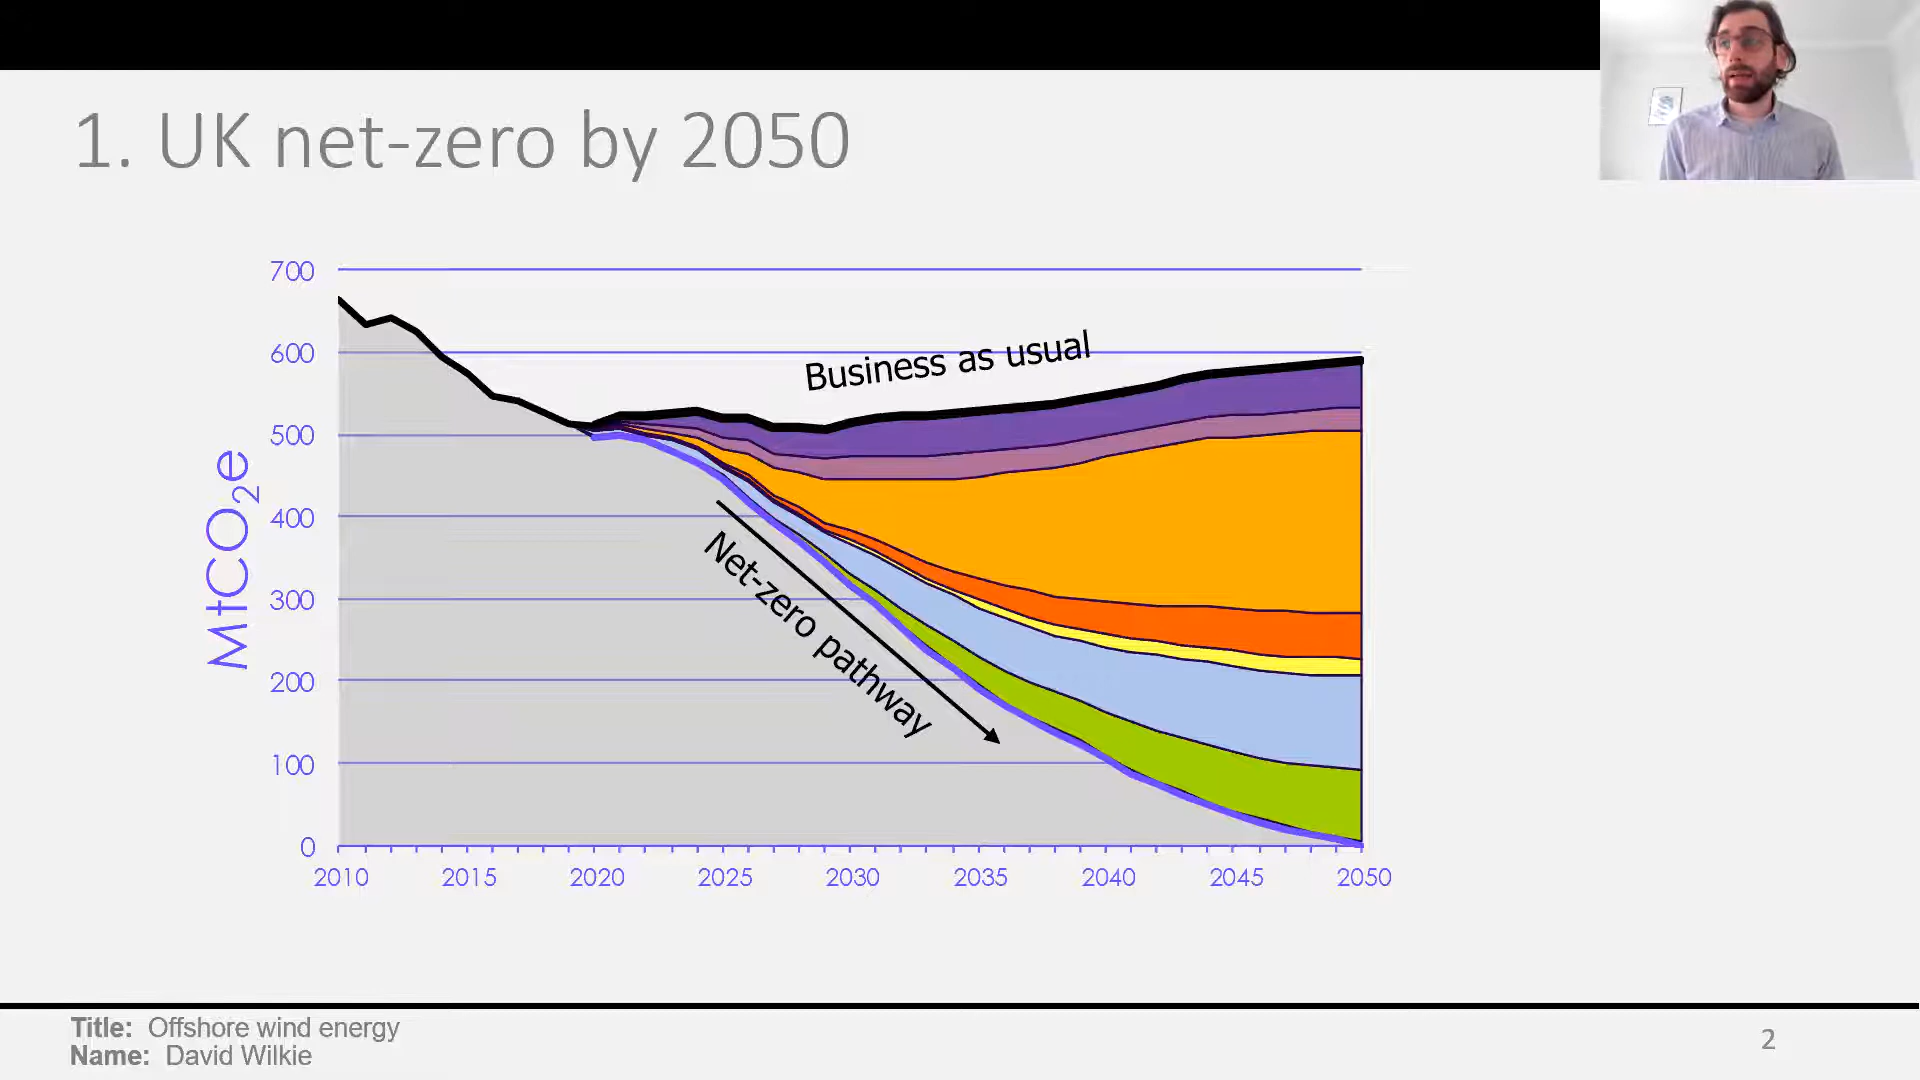 1. UK net-zero by 2050
MtCO₂e
700
600
500
400
300
200
100
0
Business as usual
Net-zero pathway
2010 2015 2020 2025 2030 2035 2040 2045 2050
Title: Offshore wind energy
Name: David Wilkie
2